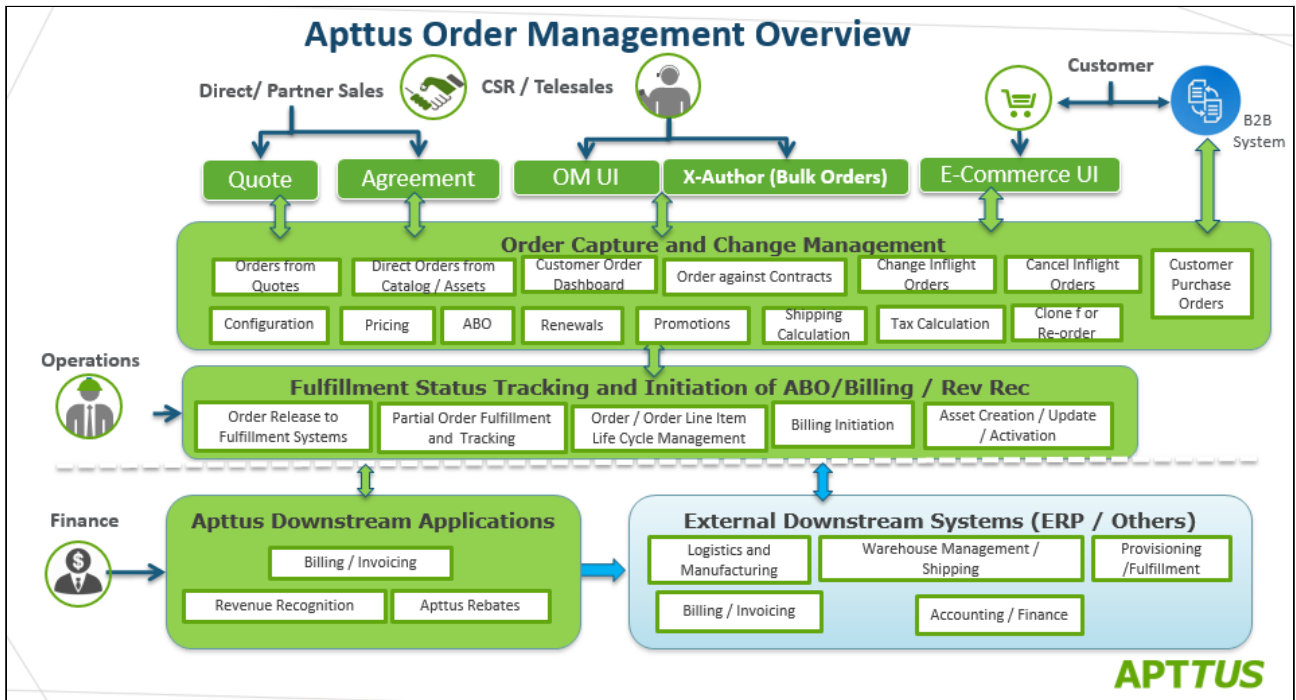 Apttus Order Management Overview
Direct/ Partner Sales
CSR / Telesales
Customer
B2B
System
Quote
Agreement
OM UI
X-Author (Bulk Orders)
E-Commerce UI
Order Capture and Change Management
Orders from
Quotes
Direct Orders from
Catalog / Assets
Customer Order
Dashboard
Order against Contracts
Change Inflight
Orders
Cancel Inflight
Orders
Customer
Purchase
Orders
Configuration
Pricing
ABO
Renewals
Promotions
Shipping
Calculation
Tax Calculation
Clone f or
Re-order
Operations
Fulfillment Status Tracking and Initiation of ABO/Billing / Rev Rec
Order Release to
Fulfillment Systems
Partial Order Fulfillment
and Tracking
Order / Order Line Item
Life Cycle Management
Billing Initiation
Asset Creation / Update
/ Activation
Finance
Apttus Downstream Applications
Billing / Invoicing
Revenue Recognition
Apttus Rebates
External Downstream Systems (ERP / Others)
Logistics and
Manufacturing
Warehouse Management /
Shipping
Provisioning
/Fulfillment
Billing / Invoicing
Accounting / Finance
APTTUS